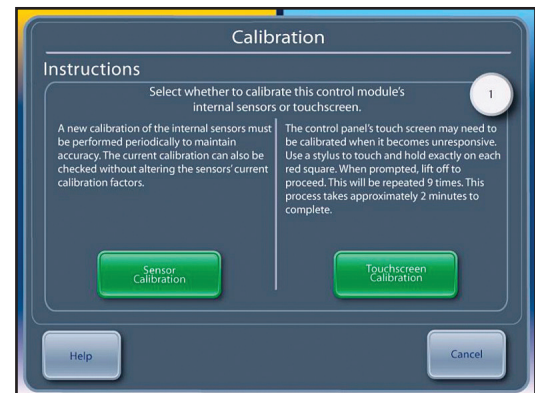 Calibration
Instructions
1
Select whether to calibrate this control module's
internal sensors or touchscreen.
A new calibration of the internal sensors must
be performed periodically to maintain
accuracy. The current calibration can also be
checked without altering the sensors' current
calibration factors.
The control panel's touch screen may need to
be calibrated when it becomes unresponsive.
Use a stylus to touch and hold exactly on each
red square. When prompted, lift off to
proceed. This will be repeated 9 times. This
process takes approximately 2 minutes to
complete.
Sensor
Calibration
Touchscreen
Calibration
Help
Cancel